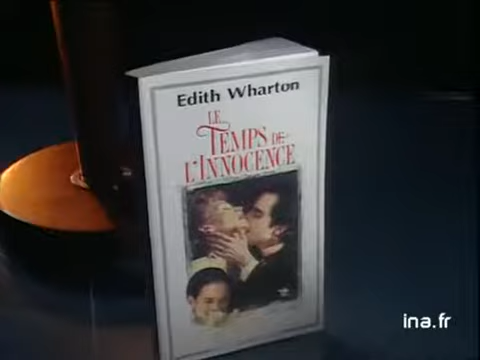 Edith Wharton
LE
TEMPS DE
L'INNOCENCE
ina.fr